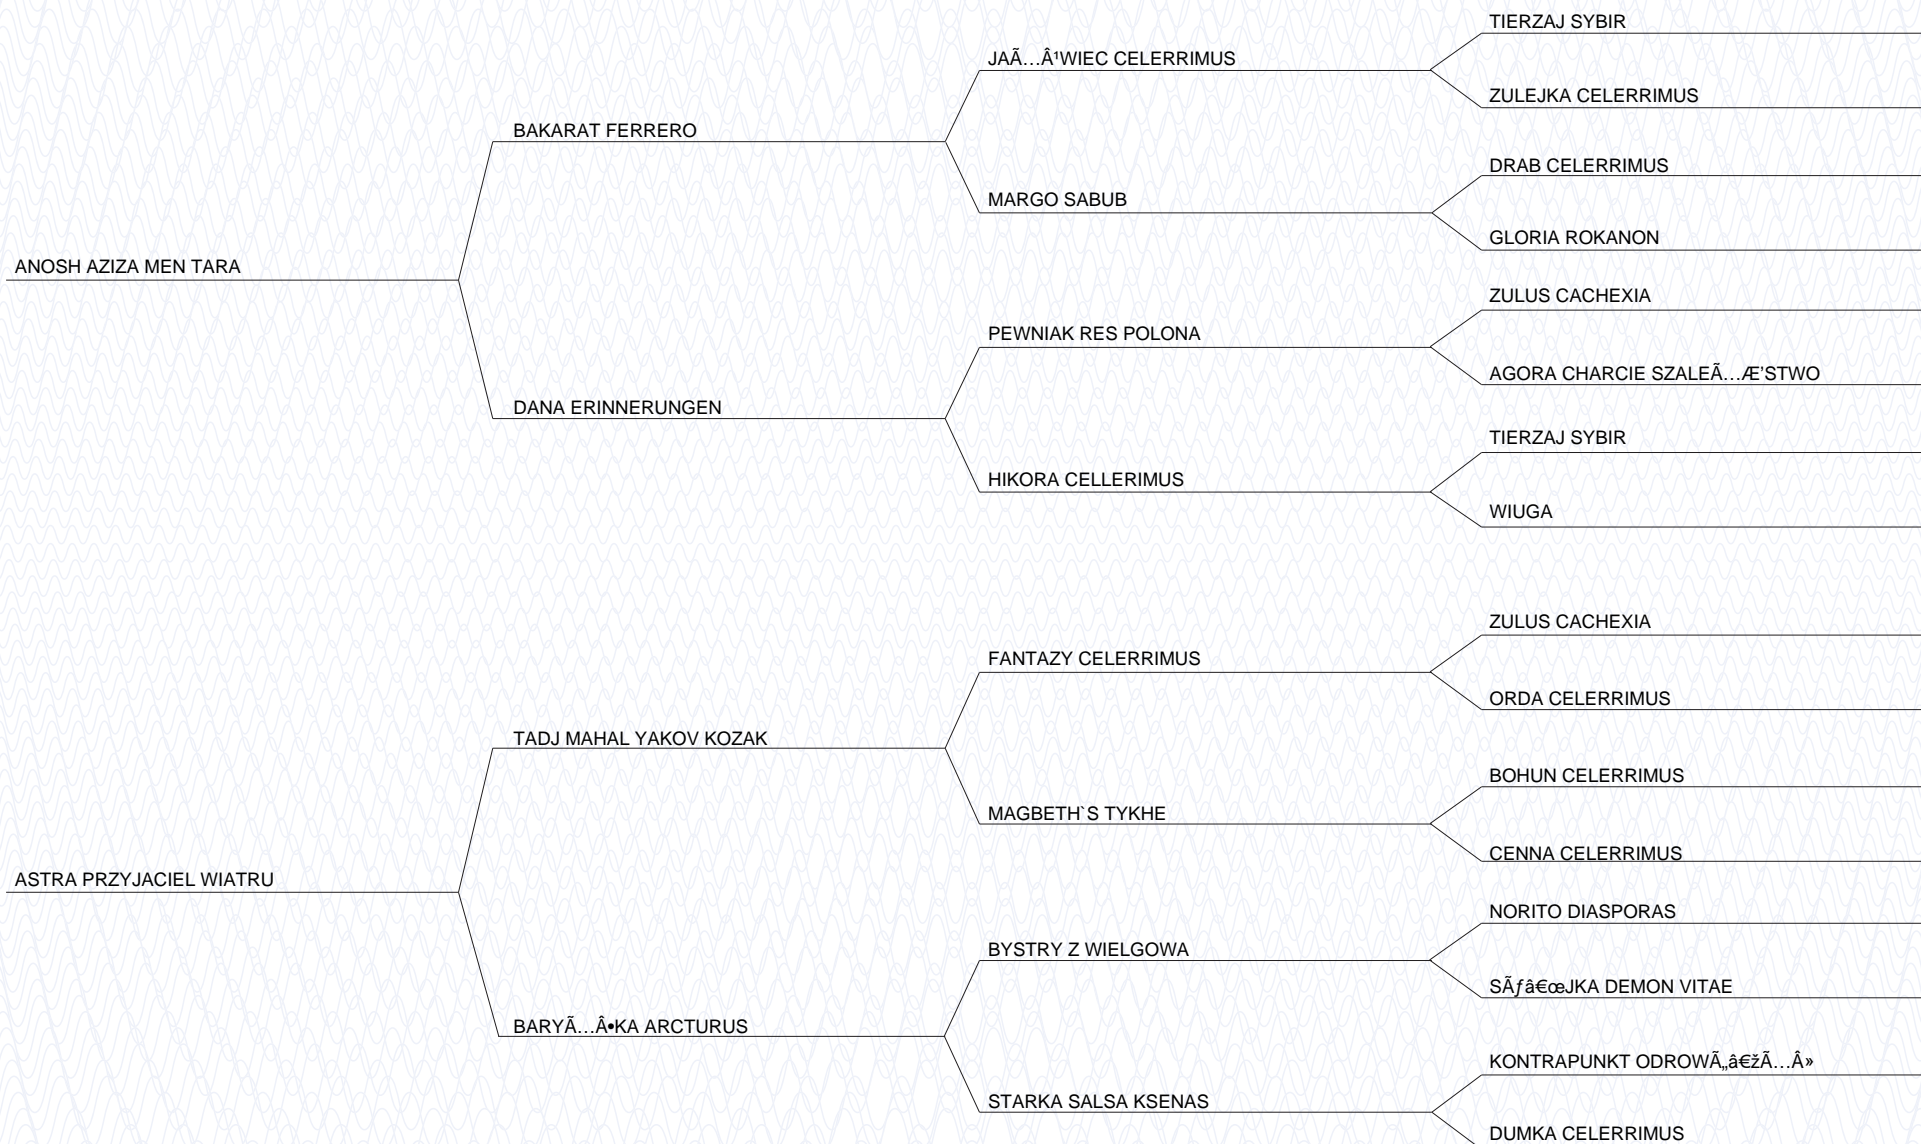 TIERZAJ SYBIR
JAÃ…Â¹WIEC CELERRIMUS
ZULEJKA CELERRIMUS
BAKARAT FERRERO
DRAB CELERRIMUS
MARGO SABUB
GLORIA ROKANON
ANOSH AZIZA MEN TARA
ZULUS CACHEXIA
PEWNIAK RES POLONA
AGORA CHARCIE SZALEÃ…Æ'STWO
DANA ERINNERUNGEN
TIERZAJ SYBIR
HIKORA CELLERIMUS
WIUGA
ZULUS CACHEXIA
FANTAZY CELERRIMUS
ORDA CELERRIMUS
TADJ MAHAL YAKOV KOZAK
BOHUN CELERRIMUS
MAGBETH`S TYKHE
CENNA CELERRIMUS
ASTRA PRZYJACIEL WIATRU
NORITO DIASPORAS
BYSTRY Z WIELGOWA
SÃƒâ€œJKA DEMON VITAE
BARYÃ…Â•KA ARCTURUS
KONTRAPUNKT ODROWÃ„â€žÃ…Â»
STARKA SALSA KSENAS
DUMKA CELERRIMUS